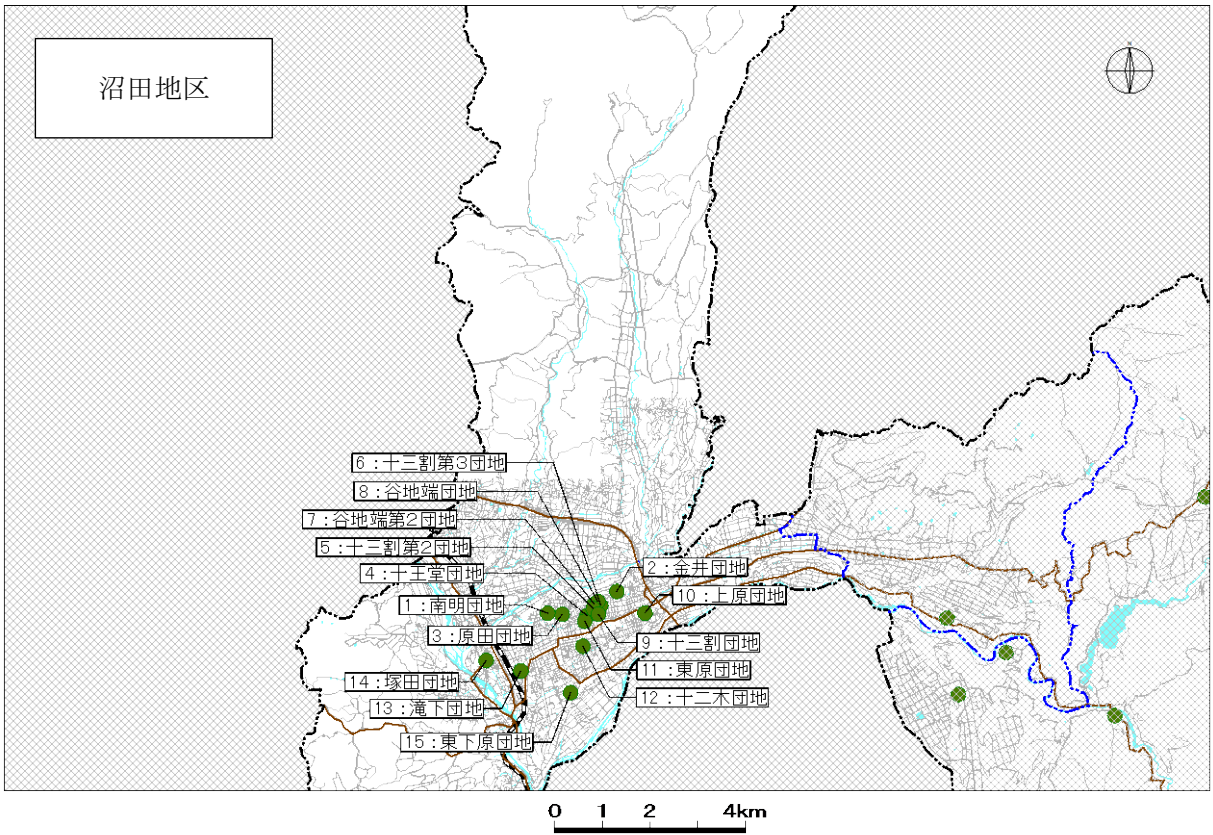 沼田地区
N
6：十三割第3団地
8：谷地端団地
7：谷地端第2団地
5：十三割第2団地
4：十王堂団地
2：金井団地
10：上原団地
1：南明団地
3：原田団地
9：十三割団地
11：東原団地
14：塚田団地
12：十二木団地
13：滝下団地
15：東下原団地
0 1 2 4km